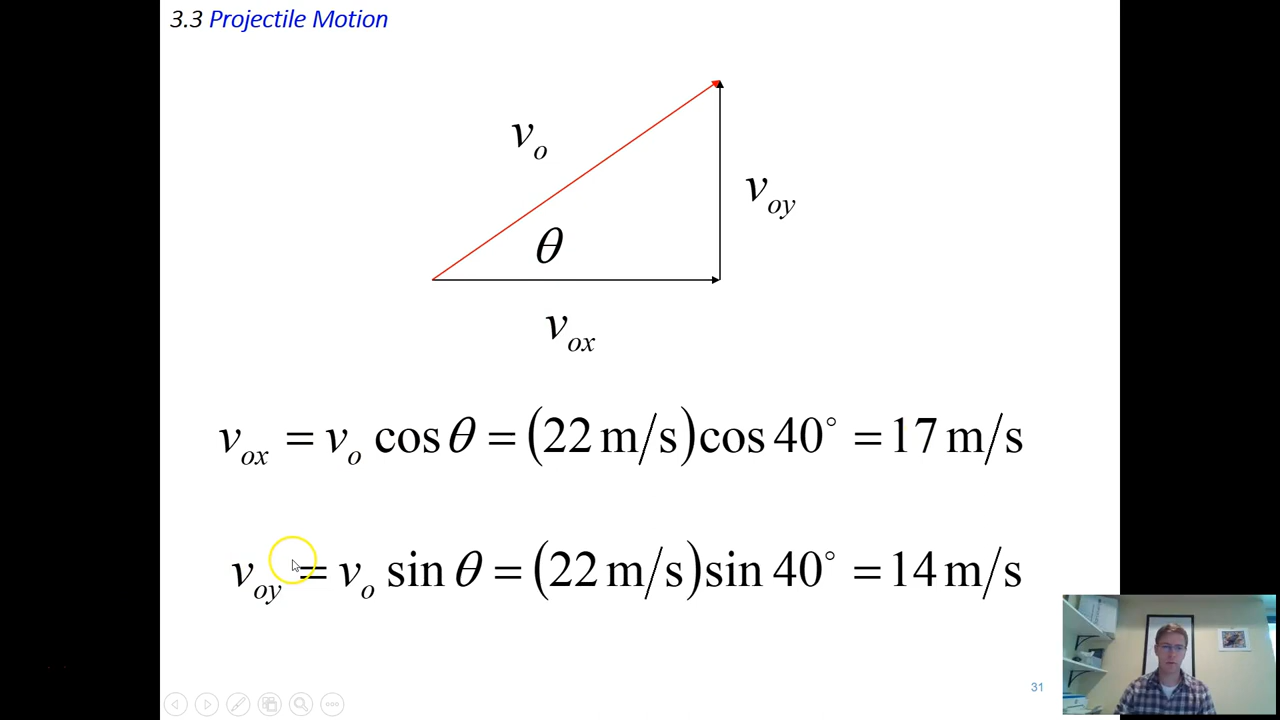 3.3 Projectile Motion
v_o
v_oy
θ
v_ox
v_ox = v_o cos θ = (22 m/s)cos 40° = 17 m/s
v_oy = v_o sin θ = (22 m/s)sin 40° = 14 m/s
31